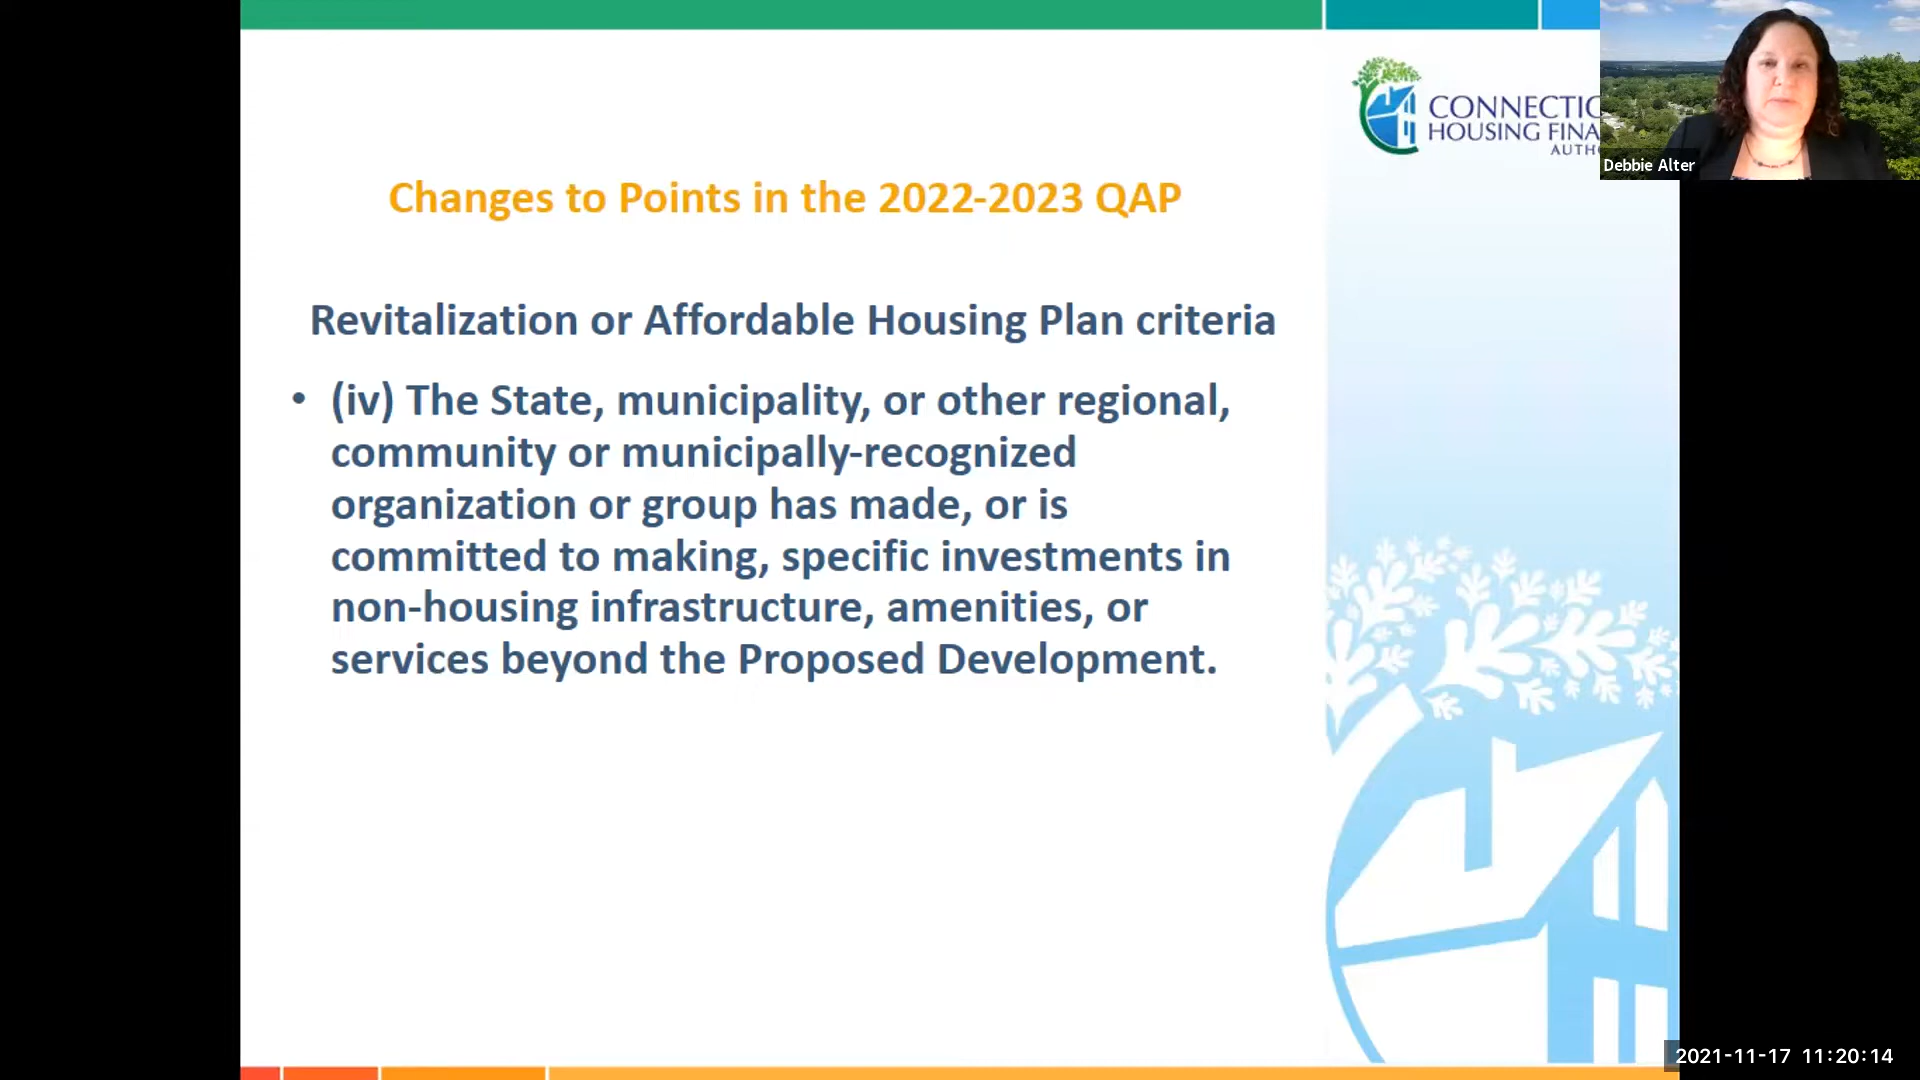 CONNECTIC
HOUSING FINA
AUTH
Debbie Alter
Changes to Points in the 2022-2023 QAP
Revitalization or Affordable Housing Plan criteria
• (iv) The State, municipality, or other regional,
community or municipally-recognized
organization or group has made, or is
committed to making, specific investments in
non-housing infrastructure, amenities, or
services beyond the Proposed Development.
2021-11-17 11:20:14